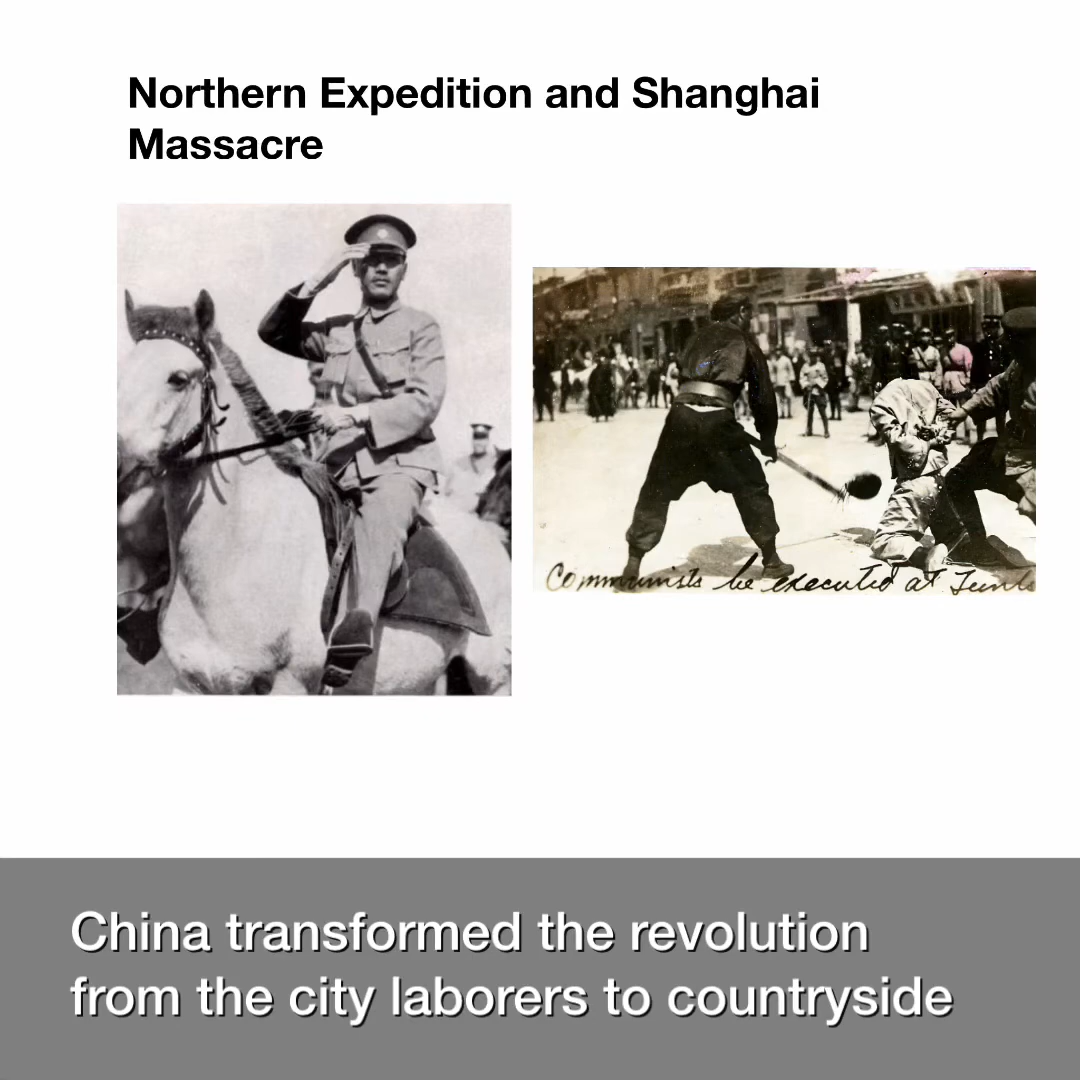 Northern Expedition and Shanghai
Massacre
Communists be executed at
China transformed the revolution
from the city laborers to countryside